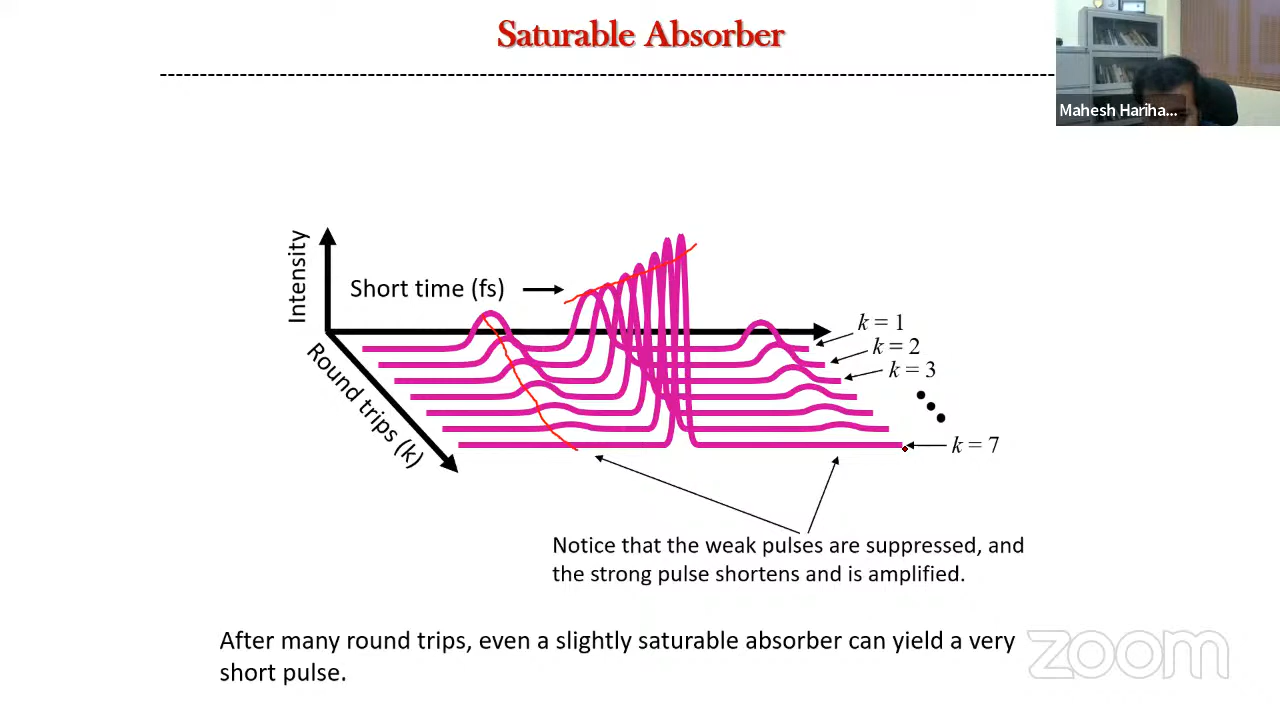 Saturable Absorber
Mahesh Hariha...
Intensity
Short time (fs)
Round trips (k)
k = 1
k = 2
k = 3
k = 7
Notice that the weak pulses are suppressed, and
the strong pulse shortens and is amplified.
After many round trips, even a slightly saturable absorber can yield a very
short pulse.
zoom